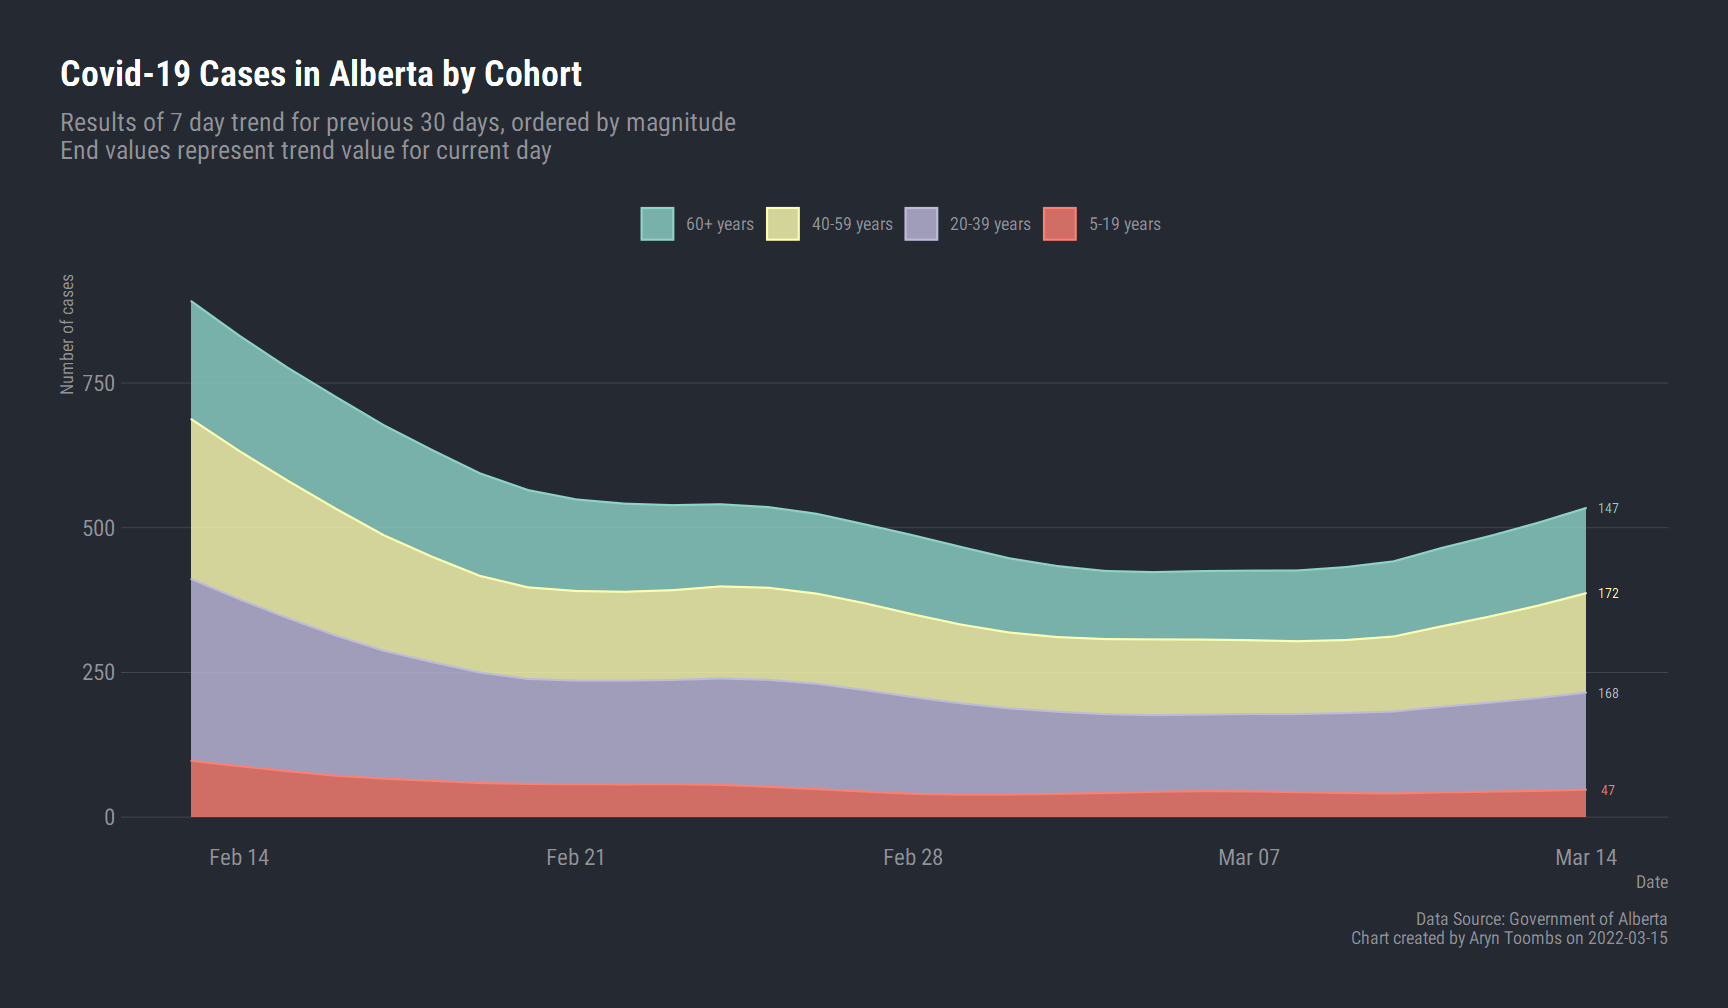 Covid-19 Cases in Alberta by Cohort
Results of 7 day trend for previous 30 days, ordered by magnitude
End values represent trend value for current day
60+ years 40-59 years 20-39 years 5-19 years
Number of cases
750
500
250
0
147
172
168
47
Feb 14 Feb 21 Feb 28 Mar 07 Mar 14
Date
Data Source: Government of Alberta
Chart created by Aryn Toombs on 2022-03-15